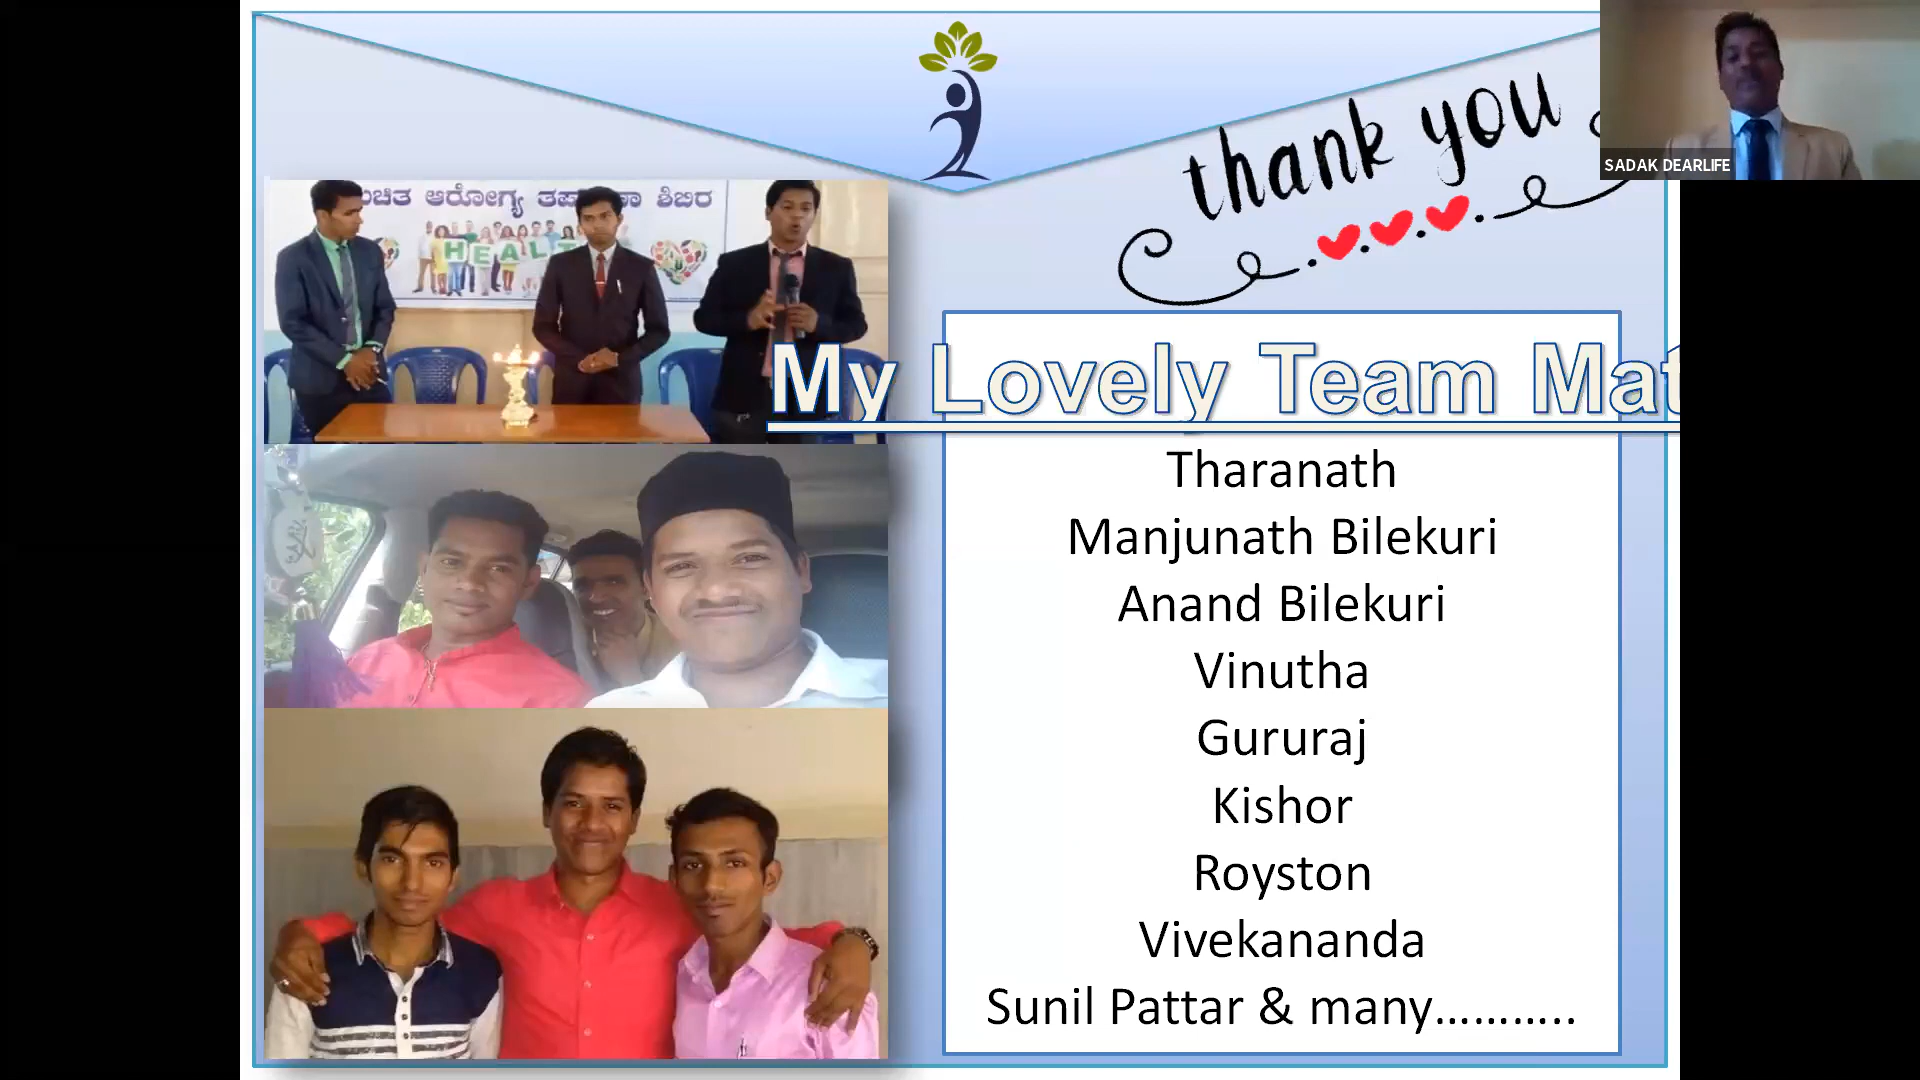 thank you
SADAK DEARLIFE
ಆರೋಗ್ಯ ಶಿಬಿರ
HEALT
My Lovely Team Mat
Tharanath
Manjunath Bilekuri
Anand Bilekuri
Vinutha
Gururaj
Kishor
Royston
Vivekananda
Sunil Pattar & many………..